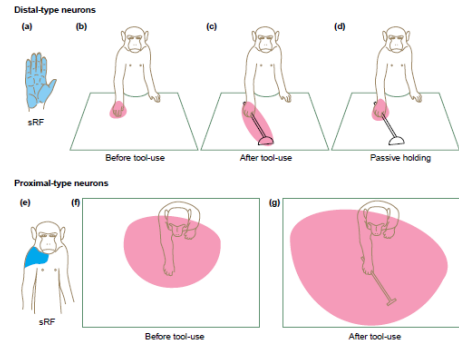 Distal-type neurons
(a)
(b)
(c)
(d)
sRF
Before tool-use
After tool-use
Passive holding
Proximal-type neurons
(e)
(f)
(g)
sRF
Before tool-use
After tool-use